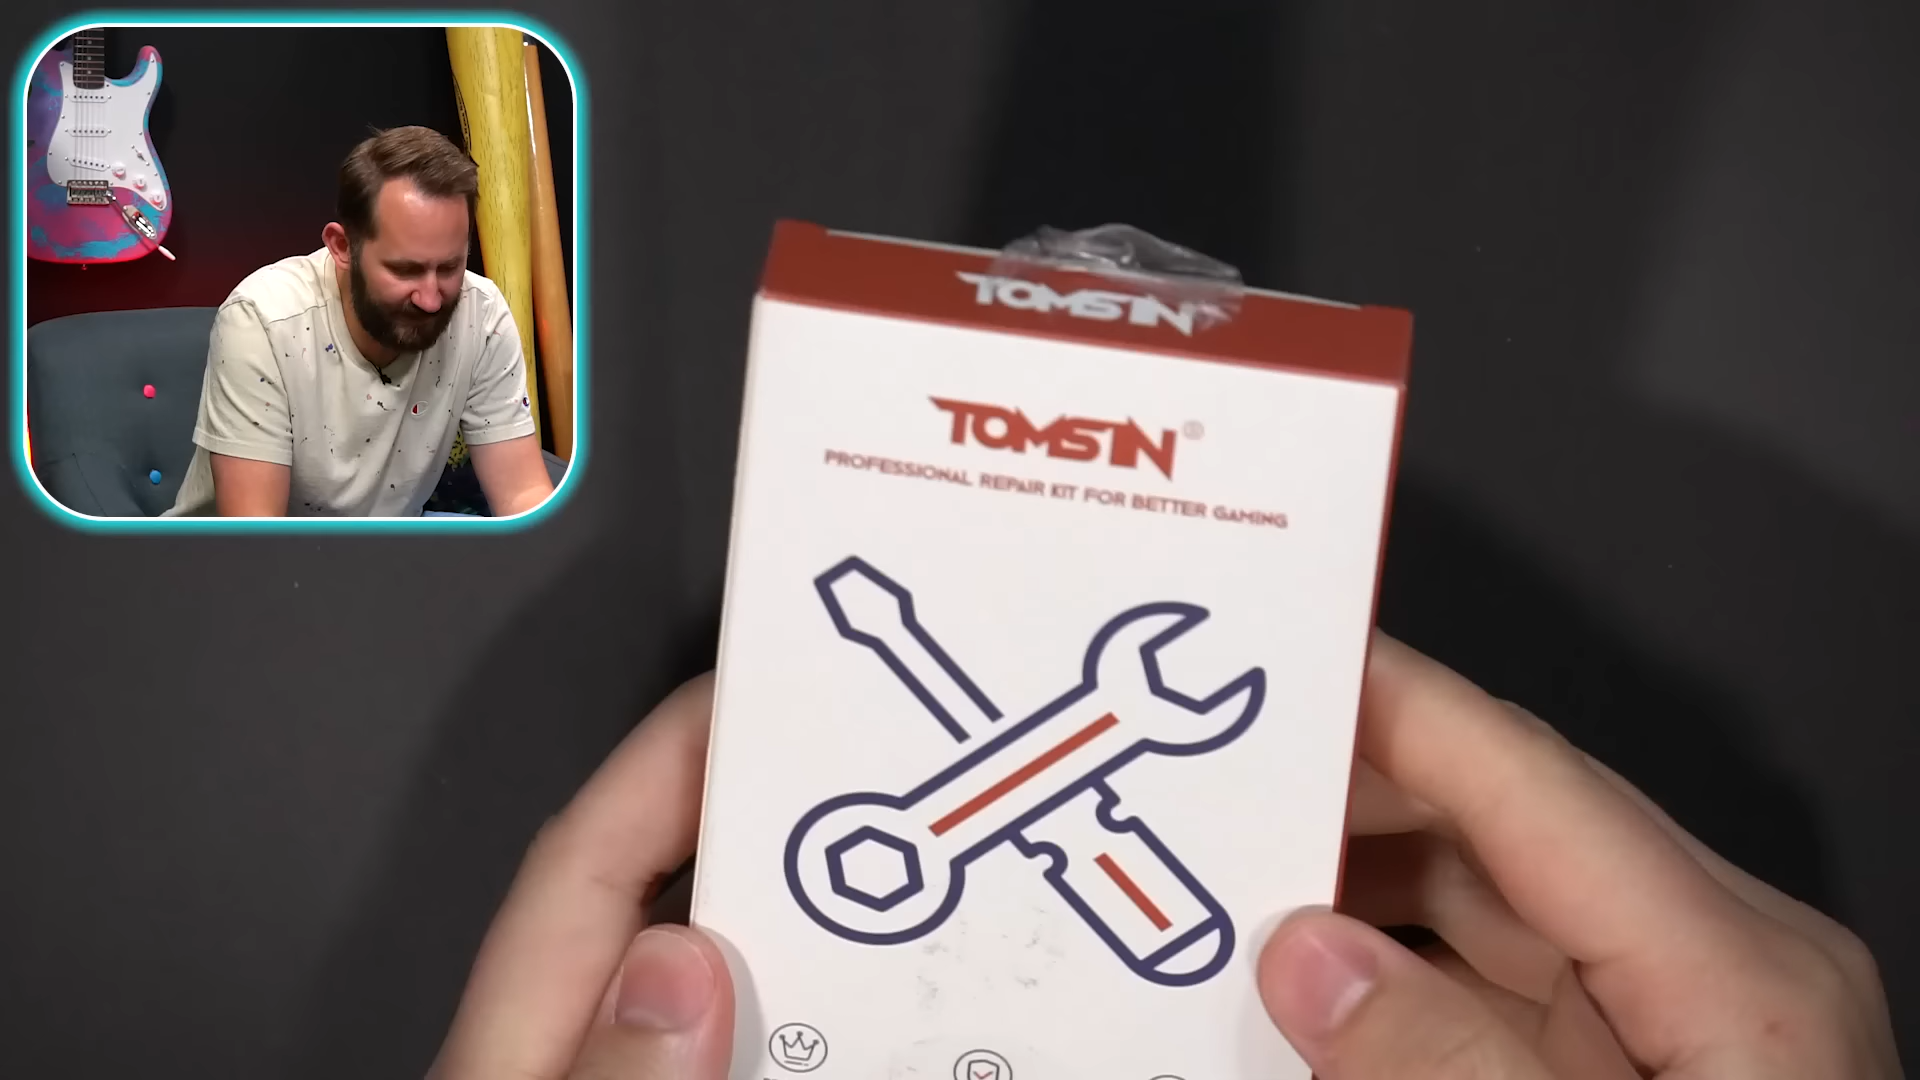 TOMSIN
TOMSIN®
PROFESSIONAL REPAIR KIT FOR BETTER GAMING